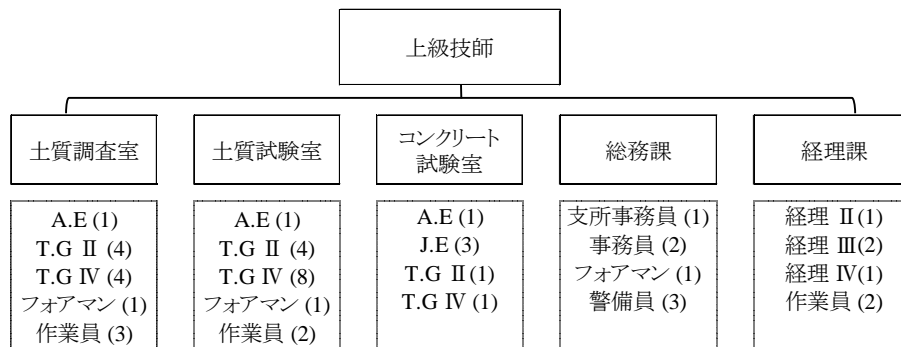 上級技師
土質調査室
土質試験室
コンクリート
試験室
総務課
経理課
A.E (1)
T.G II (4)
T.G IV (4)
フォアマン (1)
作業員 (3)
A.E (1)
T.G II (4)
T.G IV (8)
フォアマン (1)
作業員 (2)
A.E (1)
J.E (3)
T.G II (1)
T.G IV (1)
支所事務員 (1)
事務員 (2)
フォアマン (1)
警備員 (3)
経理 II (1)
経理 III (2)
経理 IV (1)
作業員 (2)